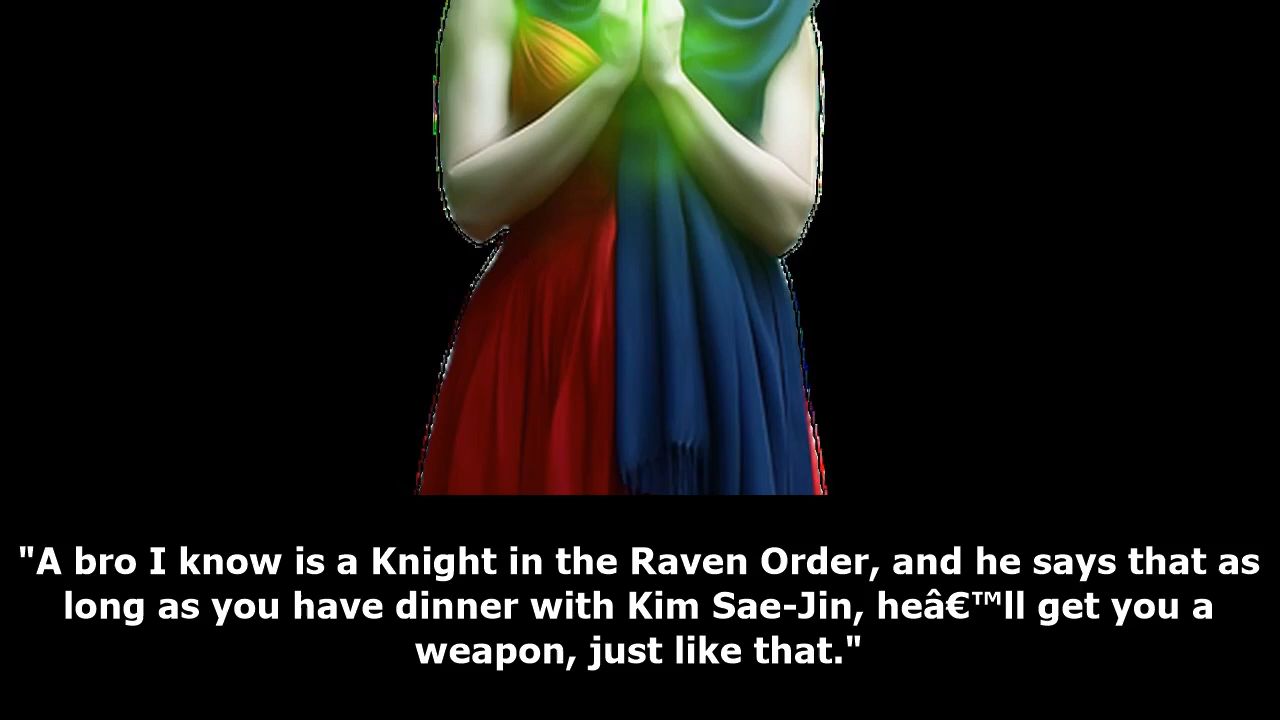 "A bro I know is a Knight in the Raven Order, and he says that as
long as you have dinner with Kim Sae-Jin, heâ€™ll get you a
weapon, just like that."